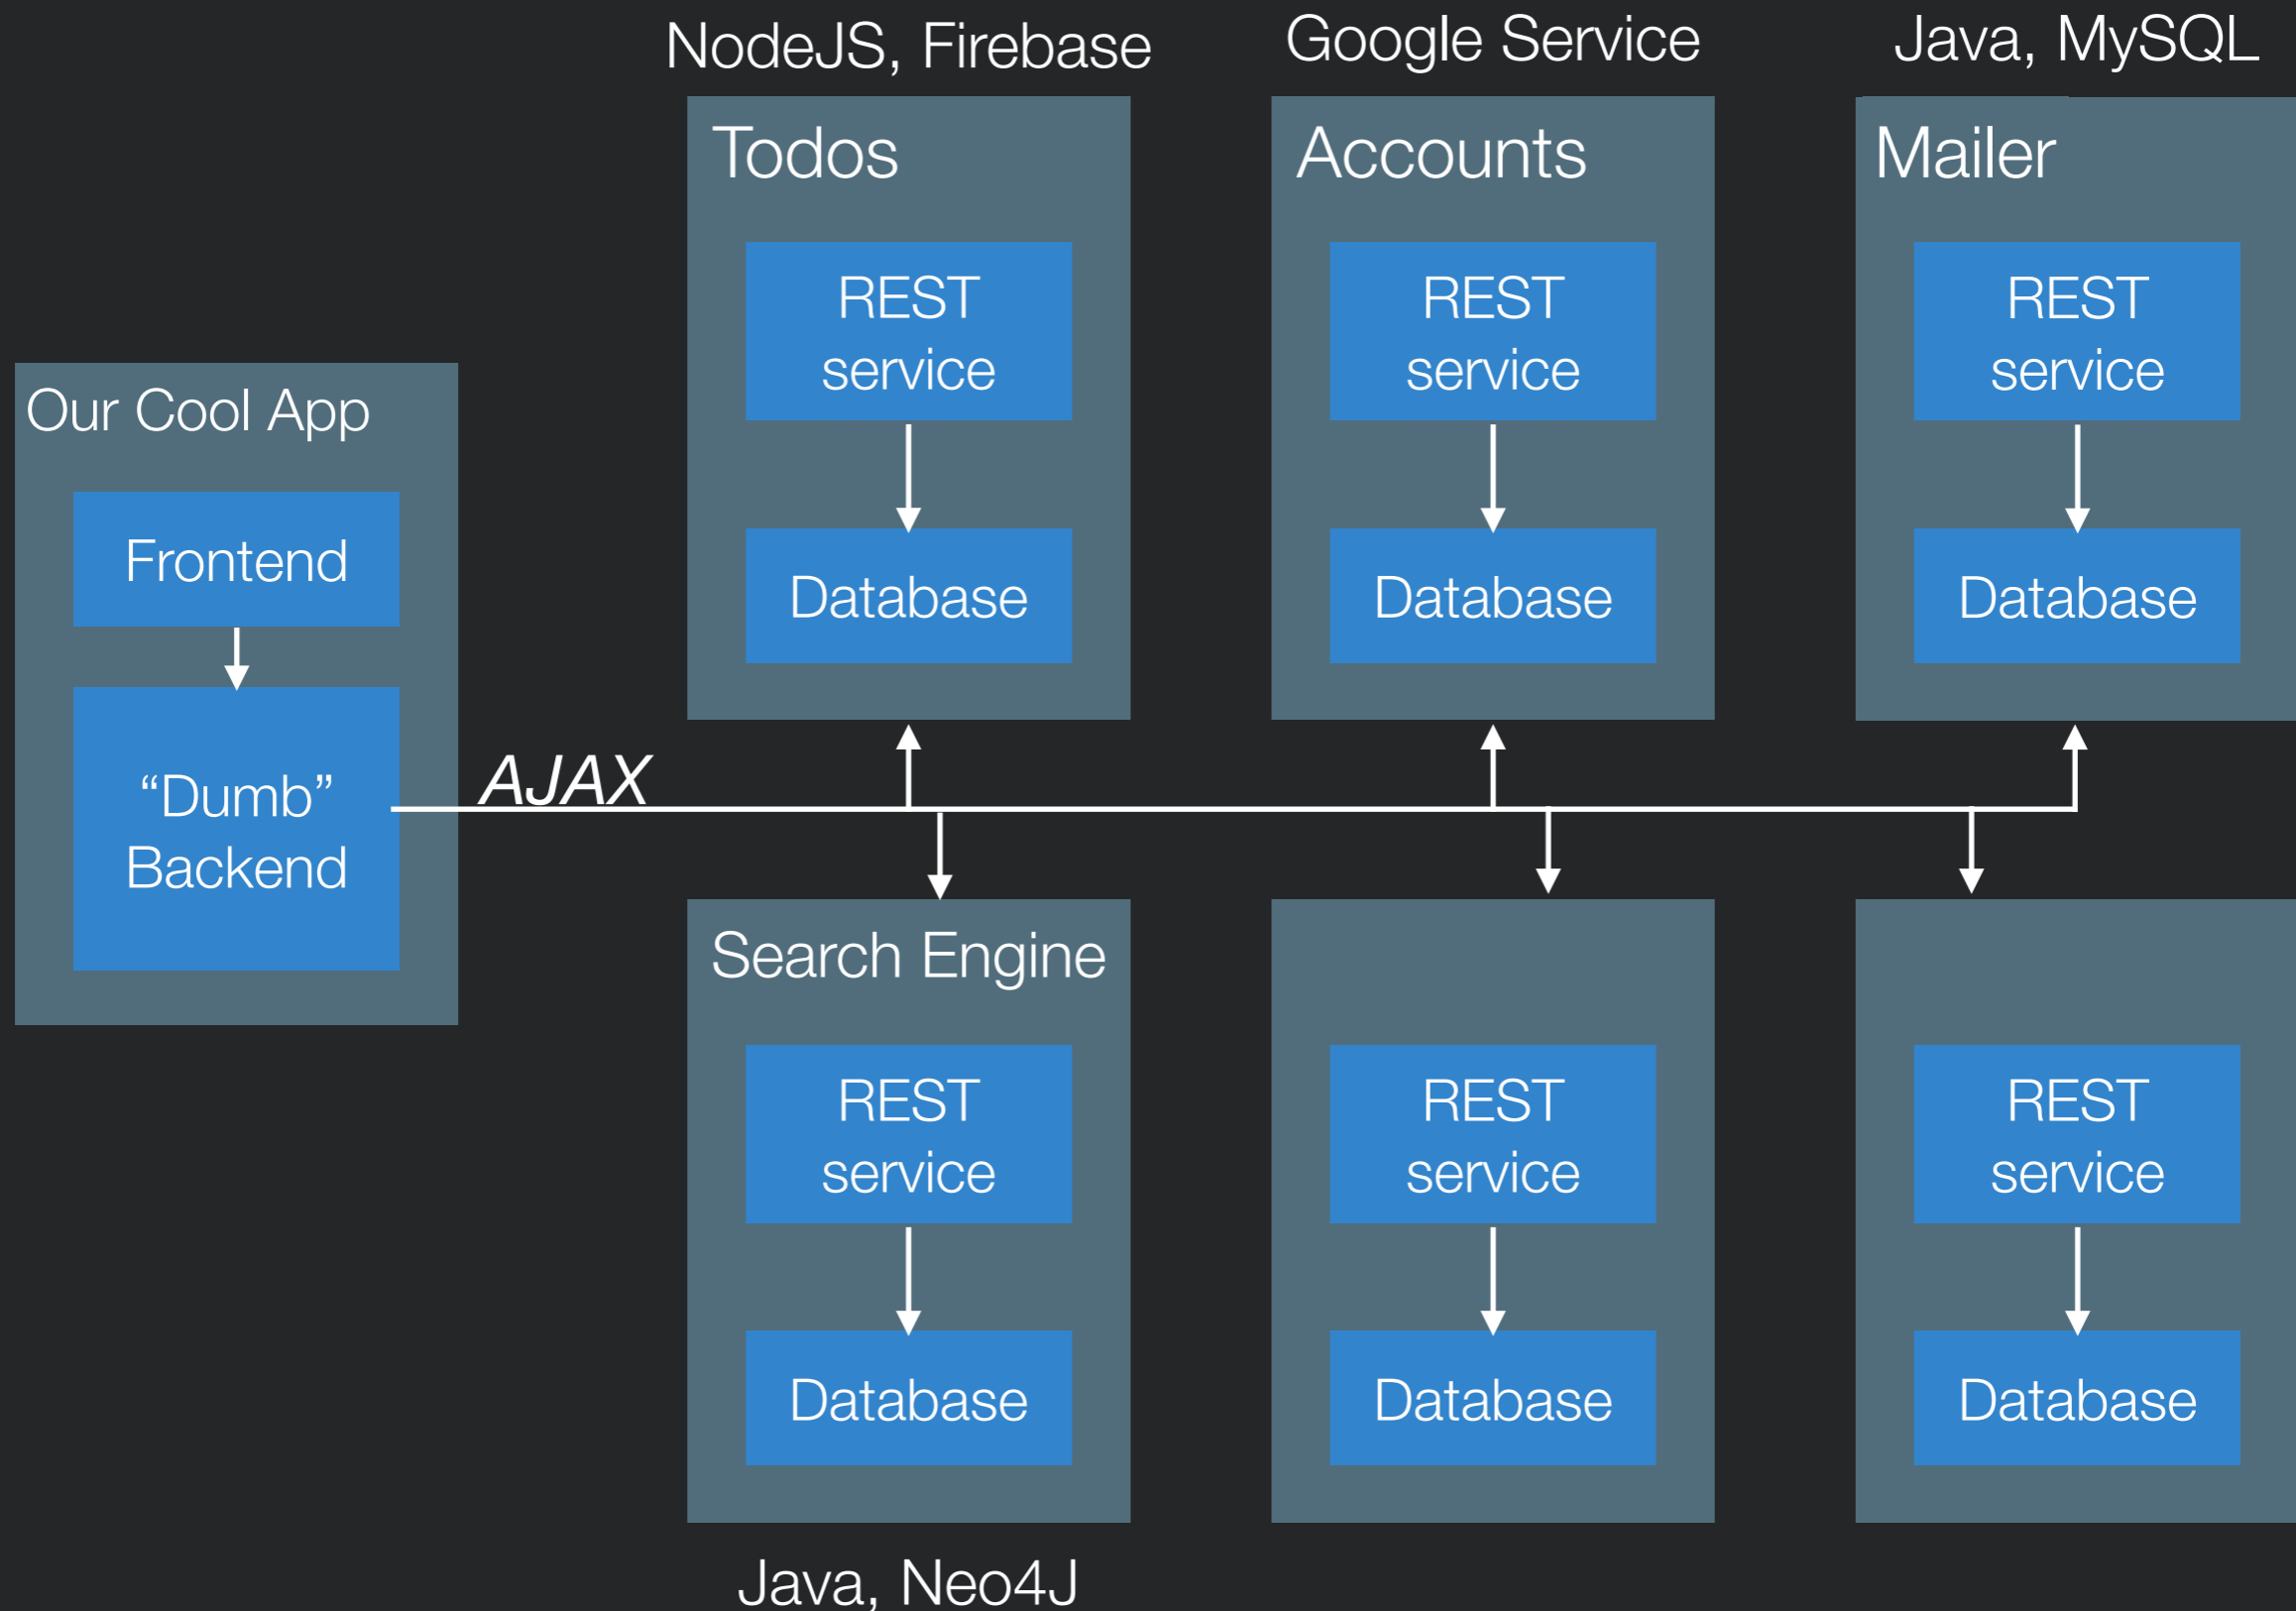 NodeJS, Firebase
Google Service
Java, MySQL
Todos
REST
service
Database
Accounts
REST
service
Database
Mailer
REST
service
Database
Our Cool App
Frontend
“Dumb”
Backend
AJAX
Search Engine
REST
service
Database
REST
service
Database
REST
service
Database
Java, Neo4J